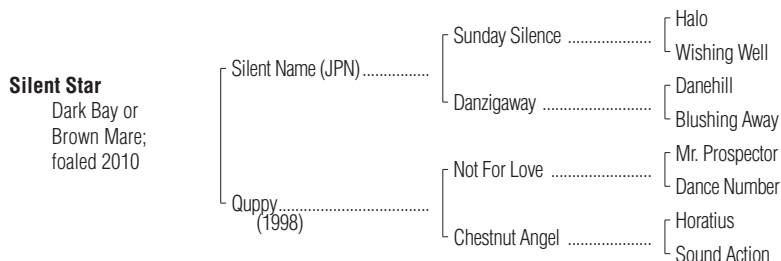 Silent Star
Dark Bay or
Brown Mare;
foaled 2010
Silent Name (JPN)
Quppy
(1998)
Sunday Silence
Danzigaway
Not For Love
Chestnut Angel
Halo
Wishing Well
Danehill
Blushing Away
Mr. Prospector
Dance Number
Horatius
Sound Action